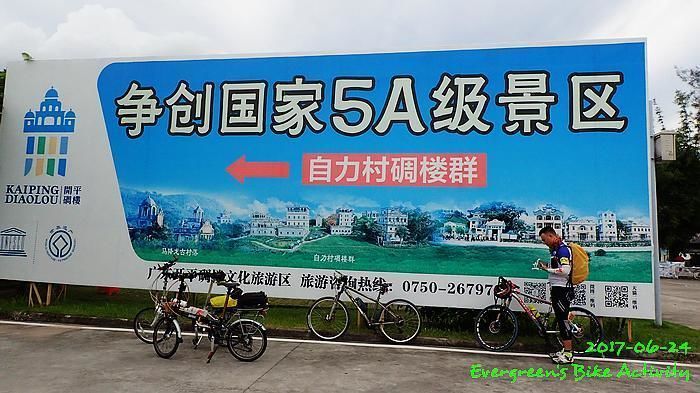 争创国家5A级景区
自力村碉楼群
KAIPING 開平
DIAOLOU 碉楼
马降龙古村落
自力村碉楼群
文化旅游区 旅游咨询热线: 0750-26797
2017-06-24
Evergreen's Bike Activity